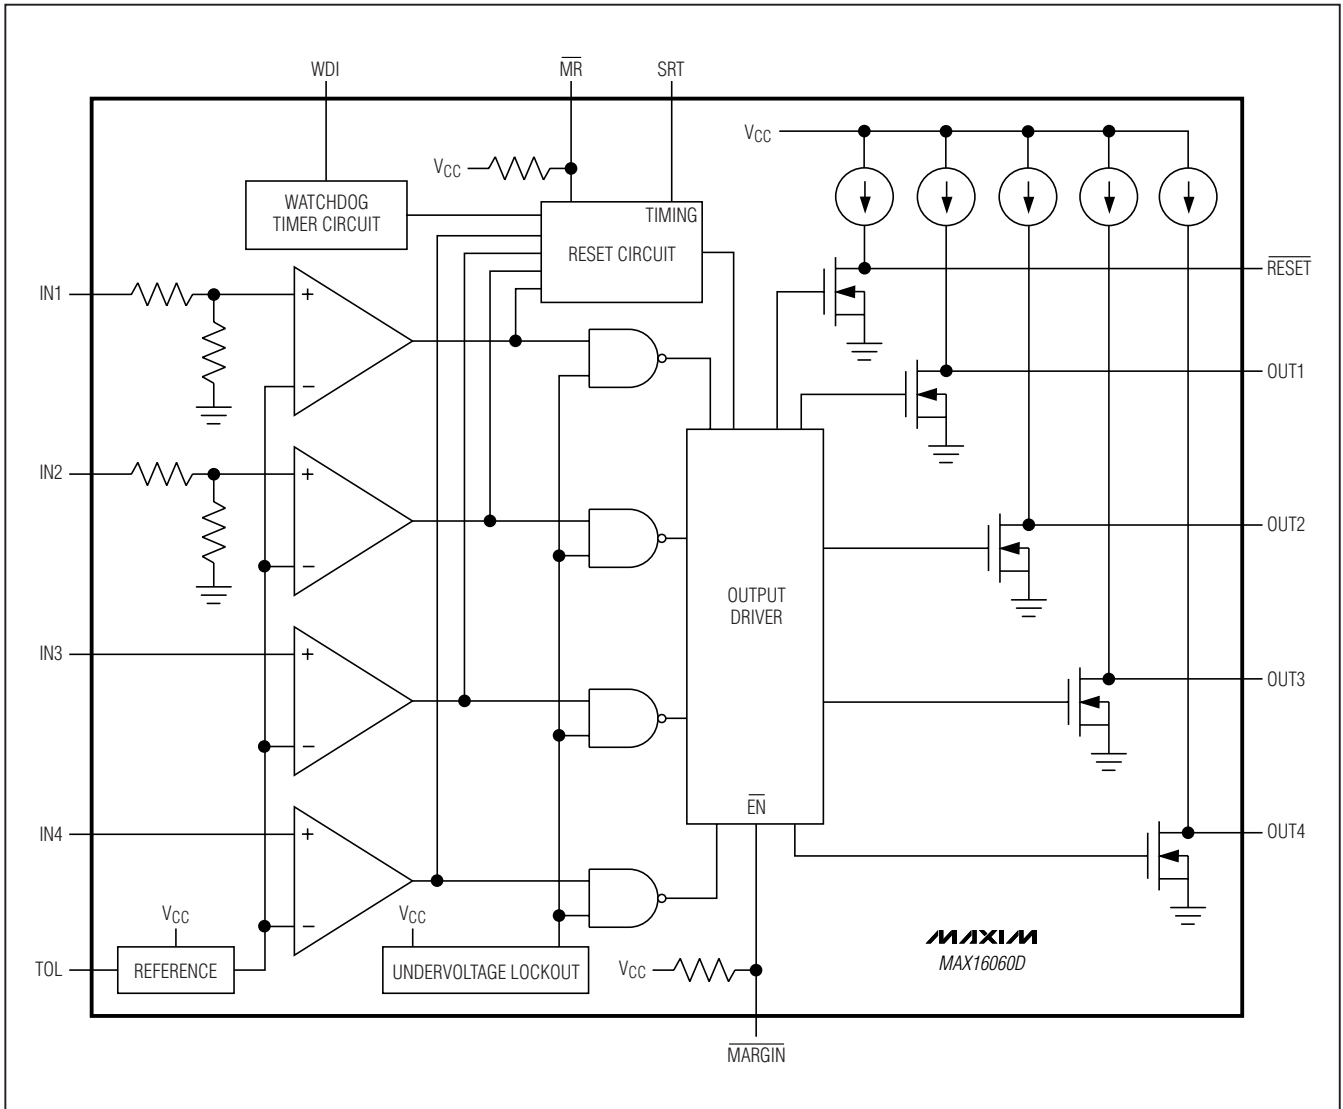 WDI
MR
SRT
VCC
VCC
WATCHDOG
TIMER CIRCUIT
TIMING
RESET CIRCUIT
RESET
IN1
+
−
OUT1
IN2
+
−
OUT2
OUTPUT
DRIVER
IN3
+
−
OUT3
EN
IN4
+
−
OUT4
VCC
VCC
MAXIM
MAX16060D
TOL
REFERENCE
UNDERVOLTAGE LOCKOUT
VCC
MARGIN